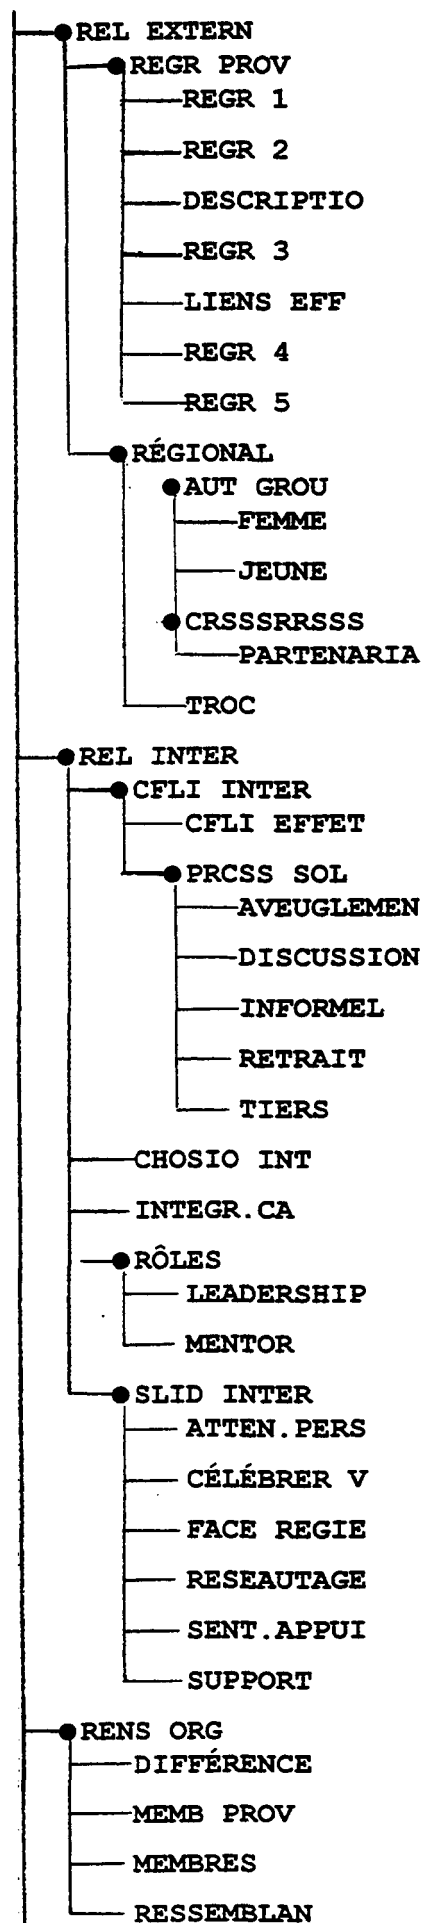 REL EXTERN
REGR PROV
REGR 1
REGR 2
DESCRIPTIO
REGR 3
LIENS EFF
REGR 4
REGR 5
RÉGIONAL
AUT GROU
FEMME
JEUNE
CRSSSRRSSS
PARTENARIA
TROC
REL INTER
CFLI INTER
CFLI EFFET
PRCSS SOL
AVEUGLEMEN
DISCUSSION
INFORMEL
RETRAIT
TIERS
CHOSIO INT
INTEGR.CA
RÔLES
LEADERSHIP
MENTOR
SLID INTER
ATTEN.PERS
CÉLÉBRER V
FACE REGIE
RESEAUTAGE
SENT.APPUI
SUPPORT
RENS ORG
DIFFÉRENCE
MEMB PROV
MEMBRES
RESSEMBLAN